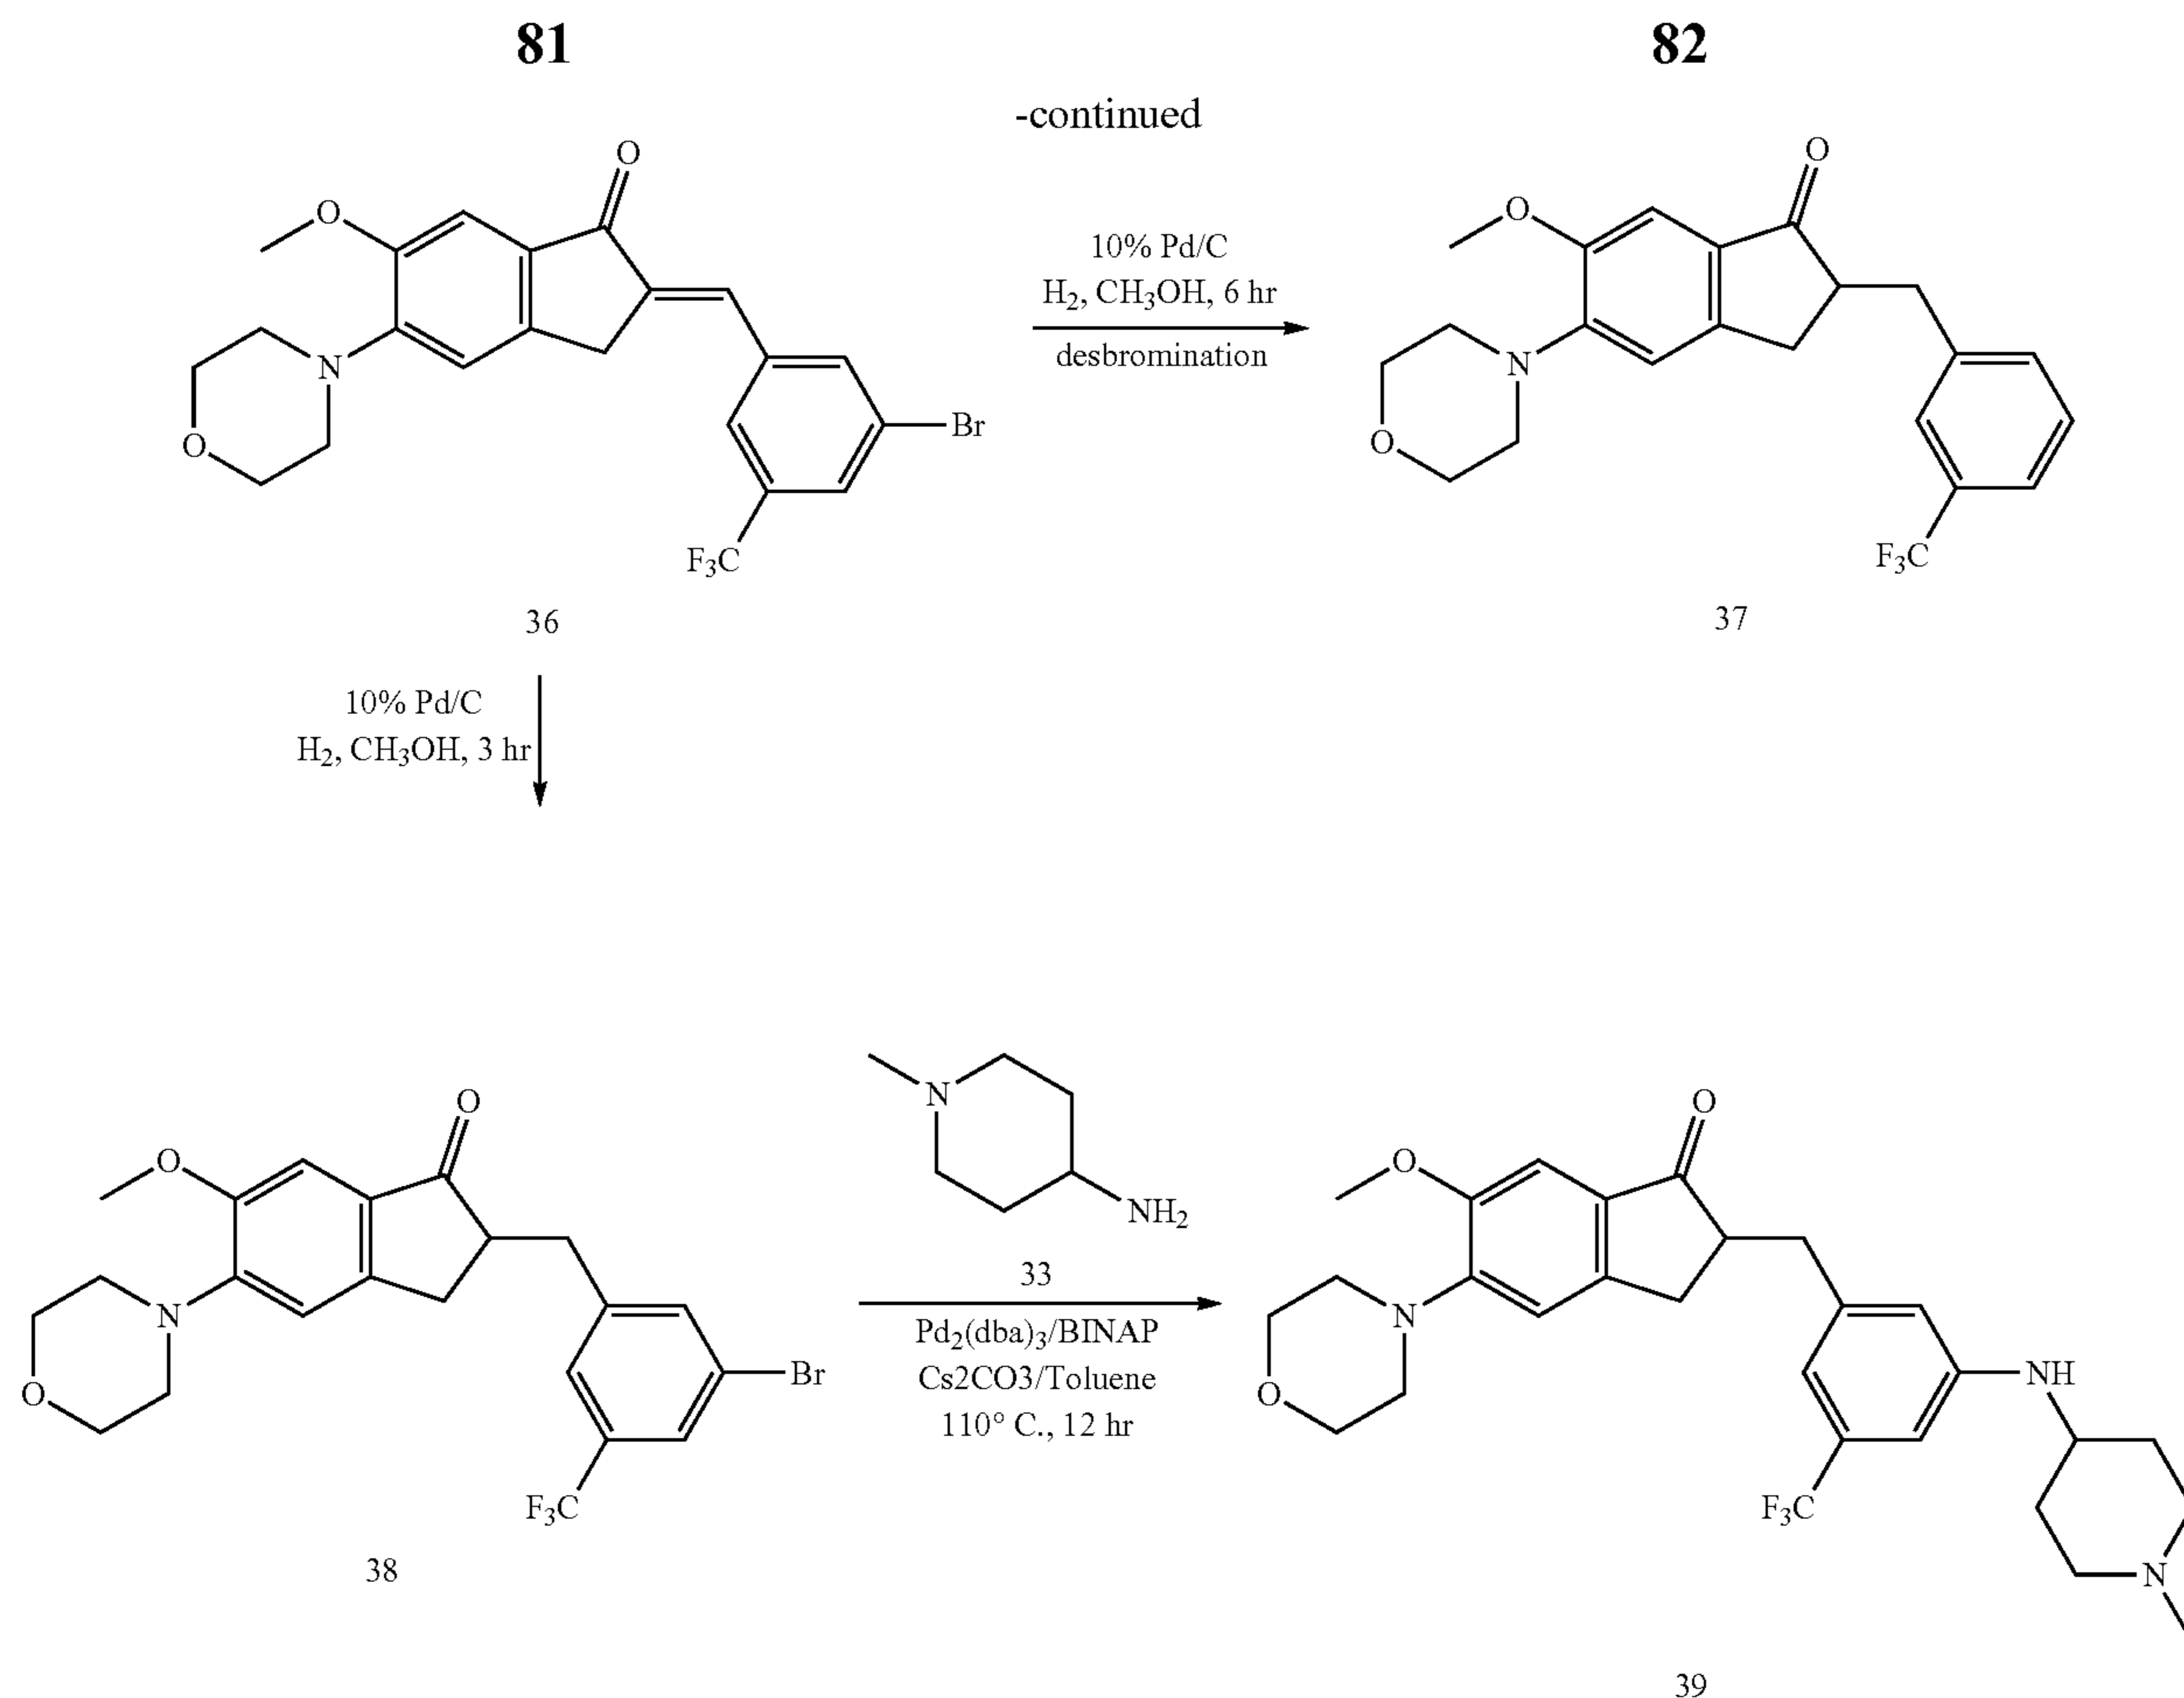 81
82
-continued
O
O
O
O
10% Pd/C
H₂, CH₃OH, 6 hr
desbromination
N
N
O
Br
O
F₃C
F₃C
36
37
10% Pd/C
H₂, CH₃OH, 3 hr
N
NH₂
33
Pd₂(dba)₃/BINAP
Cs2CO3/Toluene
110° C., 12 hr
O
O
N
O
Br
F₃C
38
O
O
N
O
NH
F₃C
N
39